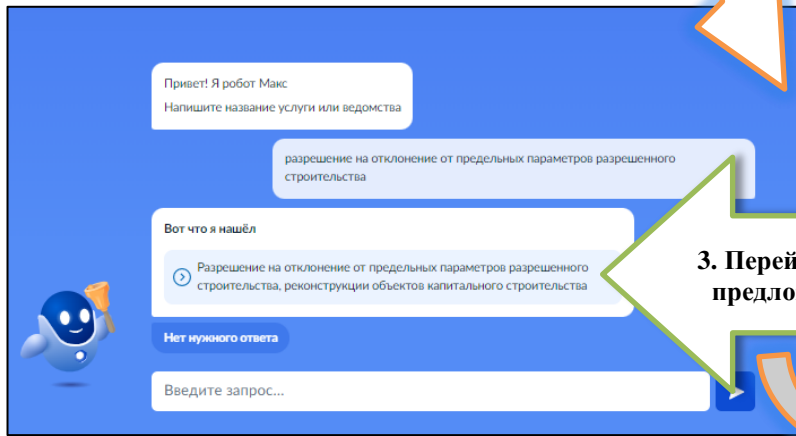 Привет! Я робот Макс
Напишите название услуги или ведомства
разрешение на отклонение от предельных параметров разрешенного
строительства
Вот что я нашёл
Разрешение на отклонение от предельных параметров разрешенного
строительства, реконструкции объектов капитального строительства
3. Перей
предло
Нет нужного ответа
Введите запрос...